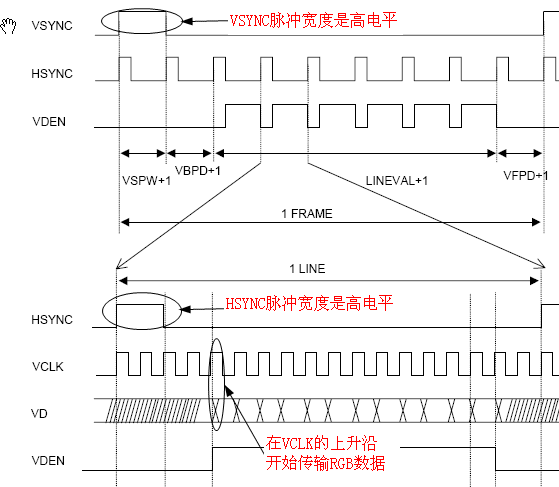 VSYNC
VSYNC脉冲宽度是高电平
HSYNC
VDEN
VSPW+1
VBPD+1
LINEVAL+1
VFPD+1
1 FRAME
1 LINE
HSYNC
HSYNC脉冲宽度是高电平
VCLK
VD
在VCLK的上升沿
开始传输RGB数据
VDEN